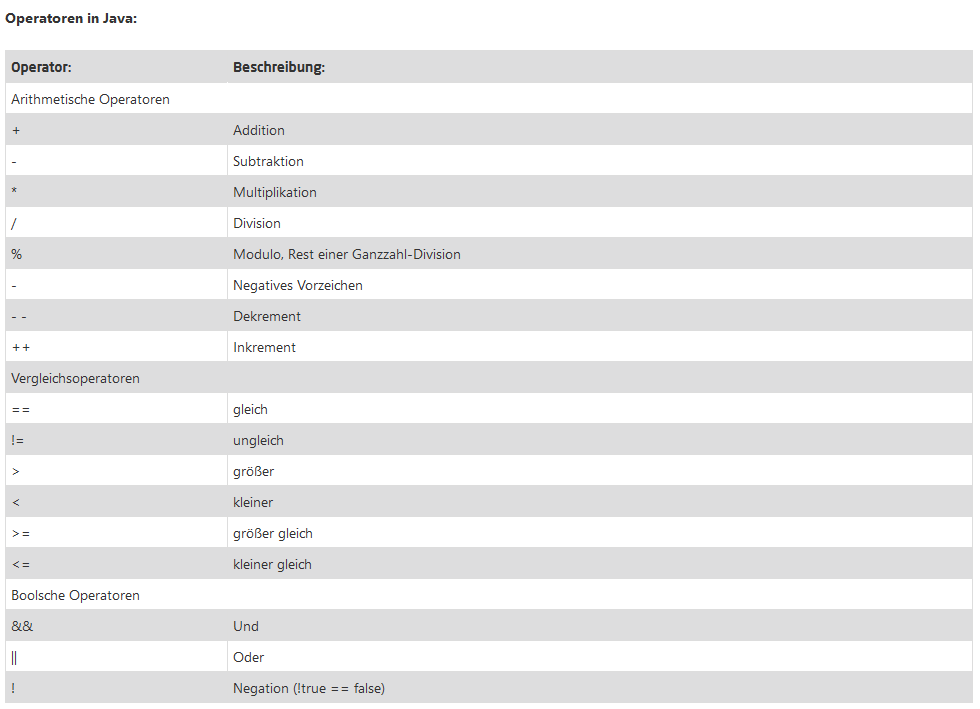 Operatoren in Java:
Operator: Beschreibung:
Arithmetische Operatoren
+ Addition
- Subtraktion
* Multiplikation
/ Division
% Modulo, Rest einer Ganzzahl-Division
- Negatives Vorzeichen
- - Dekrement
++ Inkrement
Vergleichsoperatoren
== gleich
!= ungleich
> größer
< kleiner
>= größer gleich
<= kleiner gleich
Boolsche Operatoren
&& Und
|| Oder
! Negation (!true == false)